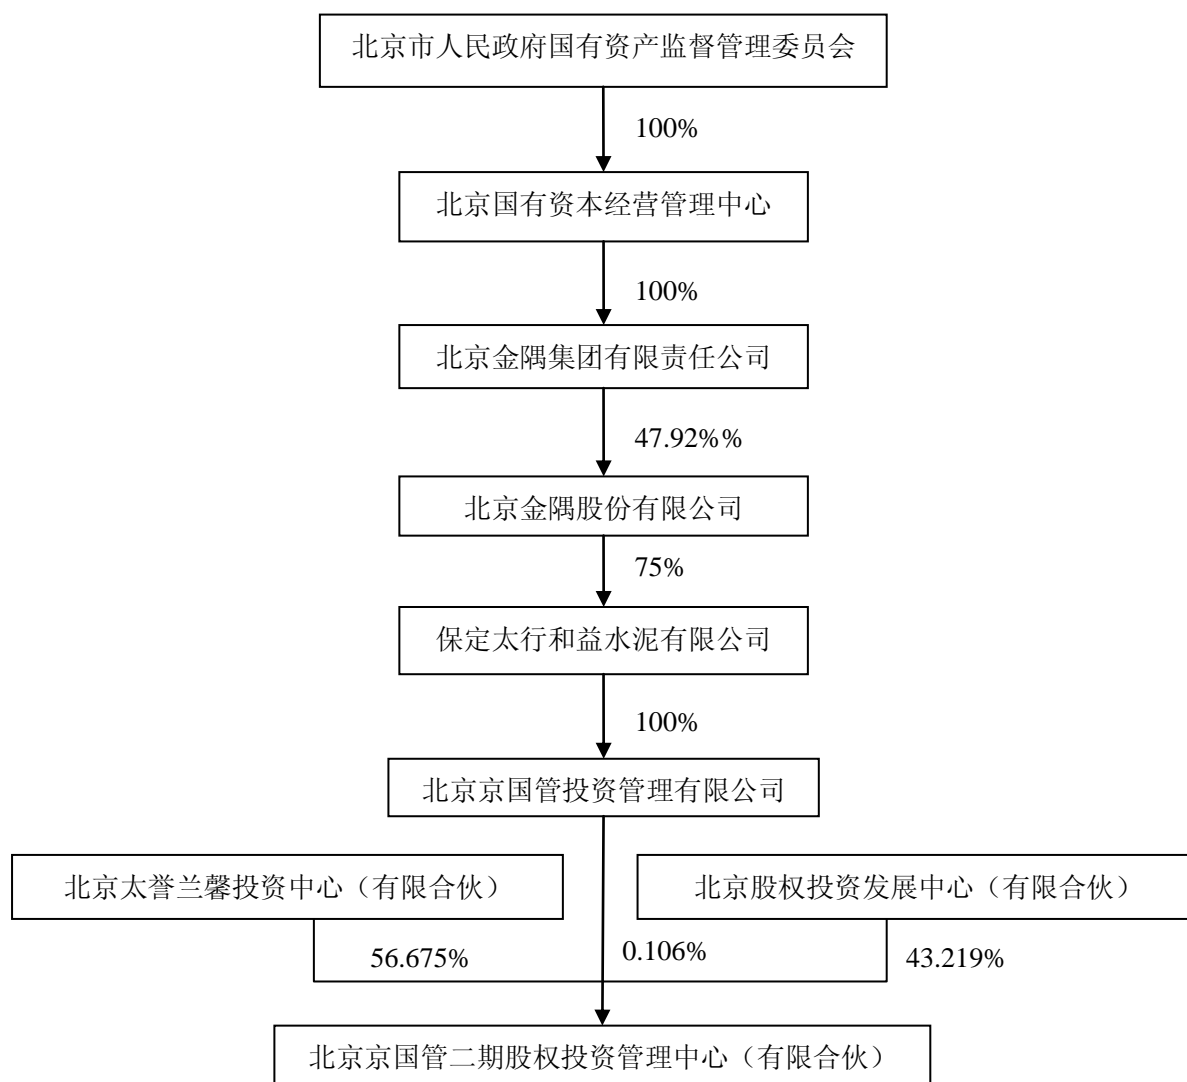 北京市人民政府国有资产监督管理委员会
100%
北京国有资本经营管理中心
100%
北京金隅集团有限责任公司
47.92%%
北京金隅股份有限公司
75%
保定太行和益水泥有限公司
100%
北京京国管投资管理有限公司
北京太誉兰馨投资中心（有限合伙）
北京股权投资发展中心（有限合伙）
56.675%
0.106%
43.219%
北京京国管二期股权投资管理中心（有限合伙）